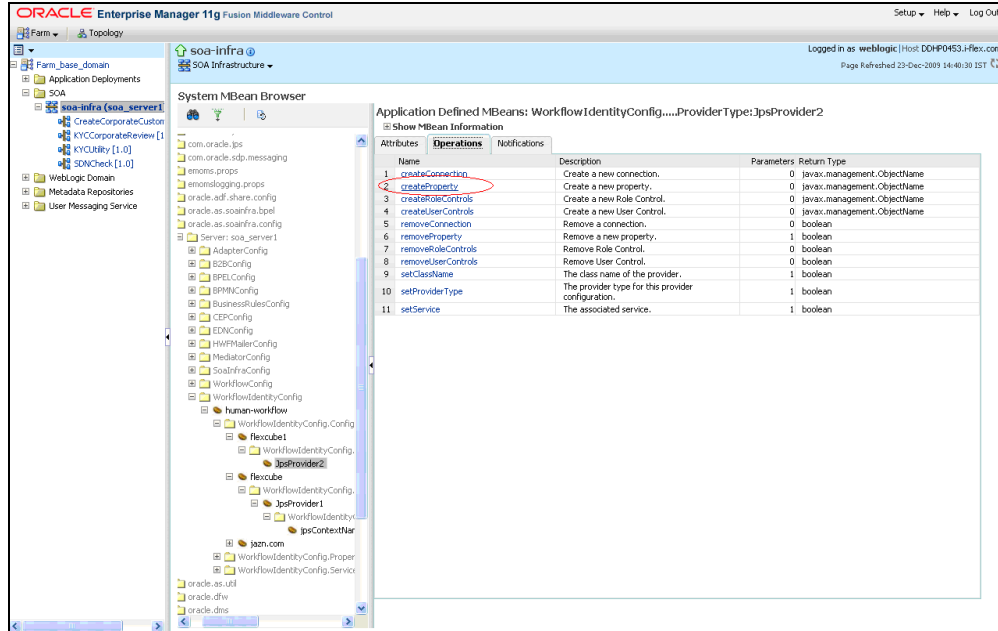 ORACLE Enterprise Manager 11g Fusion Middleware Control
Setup Help Log Out
Farm Topology
Farm_base_domain
Application Deployments
SOA
soa-infra (soa_server1
CreateCorporateCustom
KYCCorporateReview [1
KYCUtility [1.0]
SDNCheck [1.0]
WebLogic Domain
Metadata Repositories
User Messaging Service
soa-infra
SOA Infrastructure
Logged in as weblogic|Host DDHP0453.i-flex.com
Page Refreshed 23-Dec-2009 14:40:30 IST
System MBean Browser
com.oracle.jps
com.oracle.sdp.messaging
emoms.props
emomslogging.props
oracle.adf.share.config
oracle.as.soainfra.bpel
oracle.as.soainfra.config
Server: soa_server1
AdapterConfig
B2BConfig
BPELConfig
BPMNConfig
BusinessRulesConfig
CEPConfig
EDNConfig
HWFMailerConfig
MediatorConfig
SoaInfraConfig
WorkflowConfig
WorkflowIdentityConfig
human-workflow
WorkflowIdentityConfig.Config
flexcube1
WorkflowIdentityConfig.
JpsProvider2
flexcube
WorkflowIdentityConfig.
JpsProvider1
WorkflowIdentity
jpsContextNar
jazn.com
WorkflowIdentityConfig.Proper
WorkflowIdentityConfig.Service
oracle.as.util
oracle.dfw
oracle.dms
Application Defined MBeans: WorkflowIdentityConfig.....ProviderType:JpsProvider2
Show MBean Information
Attributes Operations Notifications
Name Description Parameters Return Type
1 createConnection Create a new connection. 0 javax.management.ObjectName
2 createProperty Create a new property. 0 javax.management.ObjectName
3 createRoleControls Create a new Role Control. 0 javax.management.ObjectName
4 createUserControls Create a new User Control. 0 javax.management.ObjectName
5 removeConnection Remove a connection. 0 boolean
6 removeProperty Remove a new property. 1 boolean
7 removeRoleControls Remove Role Control. 0 boolean
8 removeUserControls Remove User Control. 0 boolean
9 setClassName The class name of the provider. 1 boolean
10 setProviderType The provider type for this provider configuration. 1 boolean
11 setService The associated service. 1 boolean